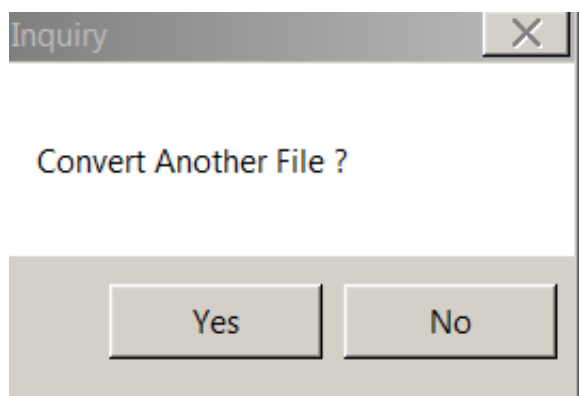 Inquiry
Convert Another File ?
Yes
No